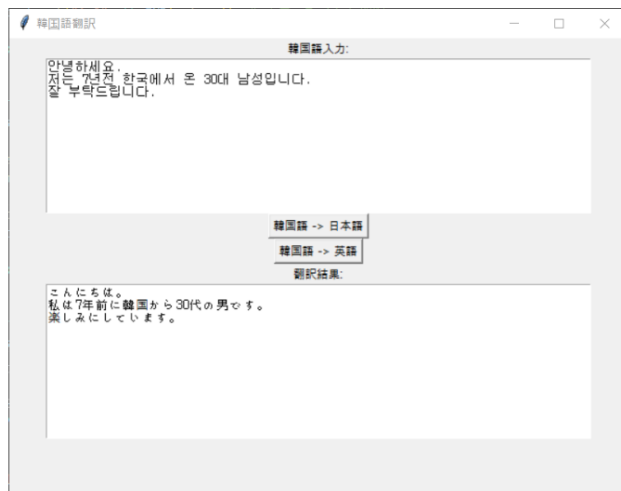 韓国語翻訳
韓国語入力:
안녕하세요.
저는 7년전 한국에서 온 30대 남성입니다.
잘 부탁드립니다.
韓国語 -> 日本語
韓国語 -> 英語
翻訳結果:
こんにちは。
私は7年前に韓国から30代の男です。
楽しみにしています。